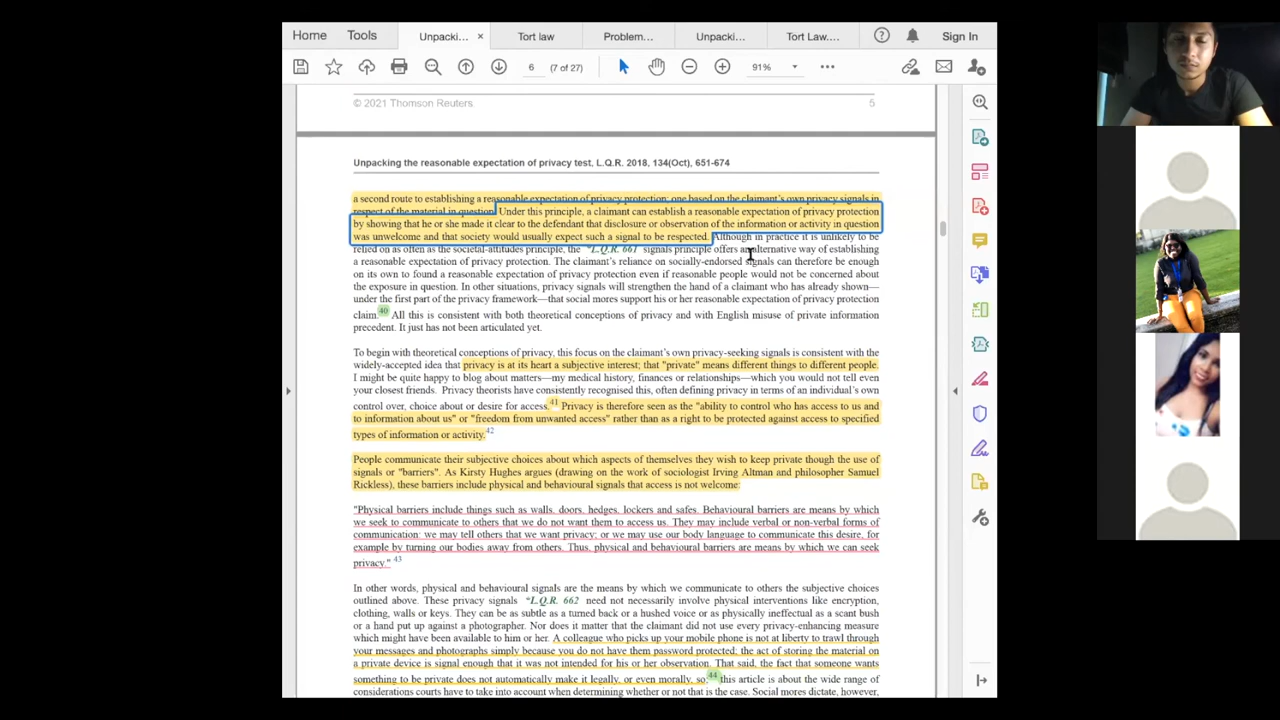 Home Tools Unpacki... × Tort law Problem... Unpacki... Tort Law.... Sign In
6 (7 of 27) 91%
© 2021 Thomson Reuters. 5
Unpacking the reasonable expectation of privacy test, L.Q.R. 2018, 134(Oct), 651-674
a second route to establishing a reasonable expectation of privacy protection: one based on the claimant's own privacy signals in
respect of the material in question. Under this principle, a claimant can establish a reasonable expectation of privacy protection
by showing that he or she made it clear to the defendant that disclosure or observation of the information or activity in question
was unwelcome and that society would usually expect such a signal to be respected. Although in practice it is unlikely to be
relied on as often as the societal-attitudes principle, the *L.Q.R. 661 signals principle offers an alternative way of establishing
a reasonable expectation of privacy protection. The claimant's reliance on socially-endorsed signals can therefore be enough
on its own to found a reasonable expectation of privacy protection even if reasonable people would not be concerned about
the exposure in question. In other situations, privacy signals will strengthen the hand of a claimant who has already shown—
under the first part of the privacy framework—that social mores support his or her reasonable expectation of privacy protection
claim.40 All this is consistent with both theoretical conceptions of privacy and with English misuse of private information
precedent. It just has not been articulated yet.
To begin with theoretical conceptions of privacy, this focus on the claimant's own privacy-seeking signals is consistent with the
widely-accepted idea that privacy is at its heart a subjective interest; that "private" means different things to different people.
I might be quite happy to blog about matters—my medical history, finances or relationships—which you would not tell even
your closest friends. Privacy theorists have consistently recognised this, often defining privacy in terms of an individual's own
control over, choice about or desire for access.41 Privacy is therefore seen as the "ability to control who has access to us and
to information about us" or "freedom from unwanted access" rather than as a right to be protected against access to specified
types of information or activity.42
People communicate their subjective choices about which aspects of themselves they wish to keep private though the use of
signals or "barriers". As Kirsty Hughes argues (drawing on the work of sociologist Irving Altman and philosopher Samuel
Rickless), these barriers include physical and behavioural signals that access is not welcome:
"Physical barriers include things such as walls, doors, hedges, lockers and safes. Behavioural barriers are means by which
we seek to communicate to others that we do not want them to access us. They may include verbal or non-verbal forms of
communication: we may tell others that we want privacy; or we may use our body language to communicate this desire, for
example by turning our bodies away from others. Thus, physical and behavioural barriers are means by which we can seek
privacy." 43
In other words, physical and behavioural signals are the means by which we communicate to others the subjective choices
outlined above. These privacy signals *L.Q.R. 662 need not necessarily involve physical interventions like encryption,
clothing, walls or keys. They can be as subtle as a turned back or a hushed voice or as physically ineffectual as a scant bush
or a hand put up against a photographer. Nor does it matter that the claimant did not use every privacy-enhancing measure
which might have been available to him or her. A colleague who picks up your mobile phone is not at liberty to trawl through
your messages and photographs simply because you do not have them password protected; the act of storing the material on
a private device is signal enough that it was not intended for his or her observation. That said, the fact that someone wants
something to be private does not automatically make it legally, or even morally, so;44 this article is about the wide range of
considerations courts have to take into account when determining whether or not that is the case. Social mores dictate, however,